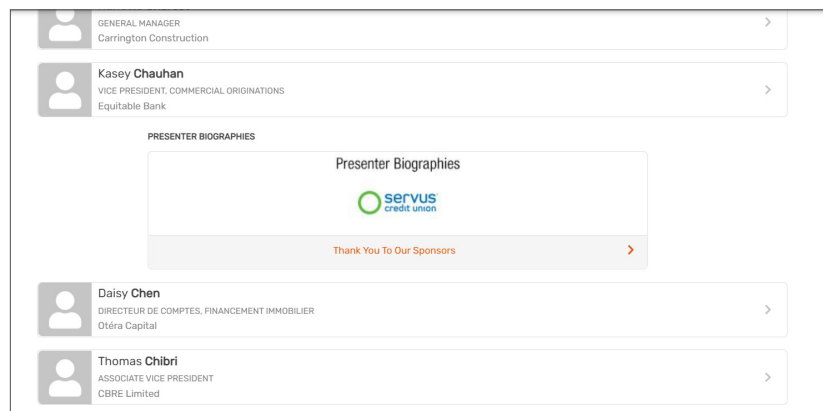 GENERAL MANAGER
Carrington Construction
Kasey Chauhan
VICE PRESIDENT, COMMERCIAL ORIGINATIONS
Equitable Bank
PRESENTER BIOGRAPHIES
Presenter Biographies
servus
credit union
Thank You To Our Sponsors
Daisy Chen
DIRECTEUR DE COMPTES, FINANCEMENT IMMOBILIER
Otéra Capital
Thomas Chibri
ASSOCIATE VICE PRESIDENT
CBRE Limited